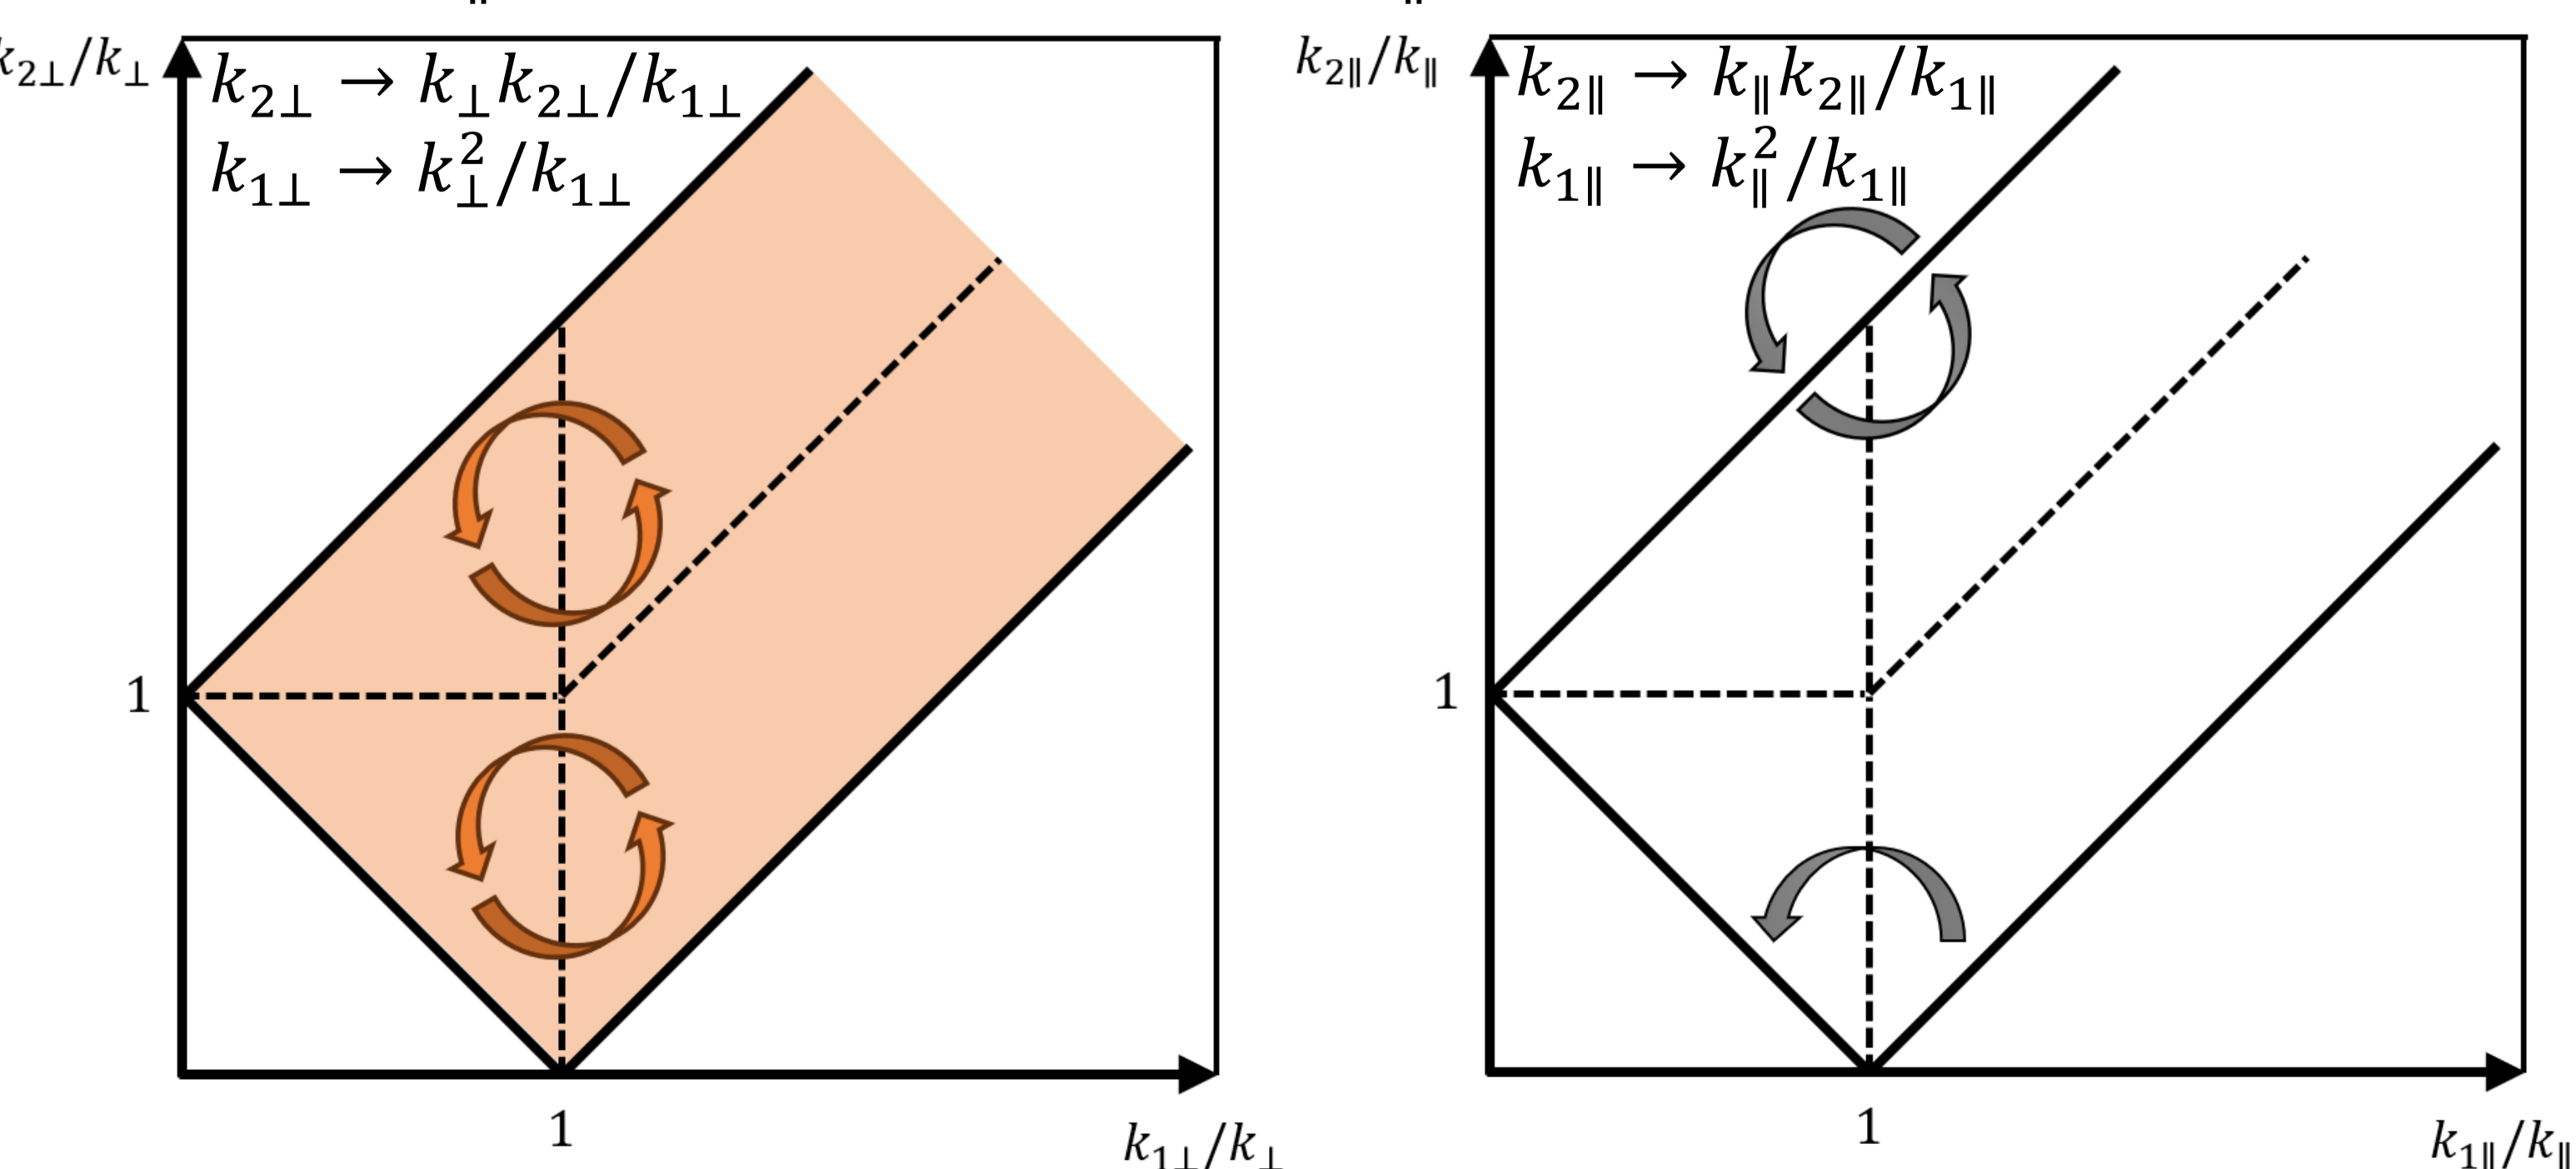 ∥ ∥
k₂⊥/k⊥
k₂⊥ → k⊥k₂⊥/k₁⊥
k₁⊥ → k⊥²/k₁⊥
1
1
k₁⊥/k⊥
k₂∥/k∥
k₂∥ → k∥k₂∥/k₁∥
k₁∥ → k∥²/k₁∥
1
1
k₁∥/k∥